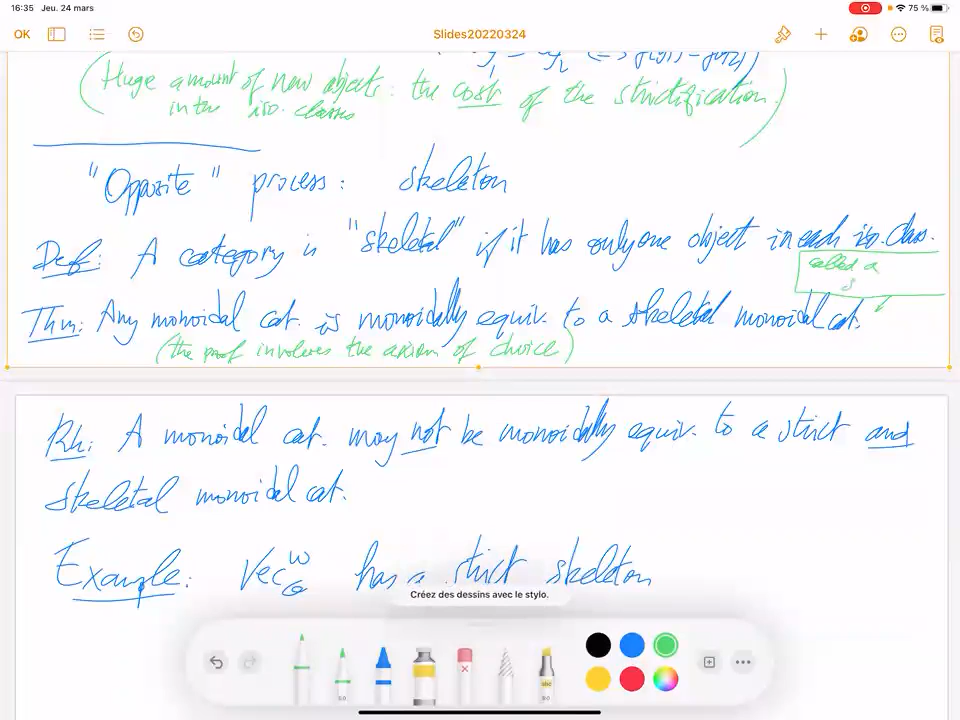 16:35 Jeu. 24 mars
75 %
OK
Slides20220324
(Huge amount of new objects : the cost of the strictification.)
in the iso. classes
"Opposite" process : skeleton
Def: A category is "skeletal" if it has only one object in each iso. class.
called a
s
Thm: Any monoidal cat. is monoidally equiv. to a skeletal monoidal cat.
(the proof involves the axiom of choice)
Rk: A monoidal cat. may not be monoidally equiv. to a strict and
skeletal monoidal cat.
Example: Vec_G^ω has a strict skeleton
Créez des dessins avec le stylo.